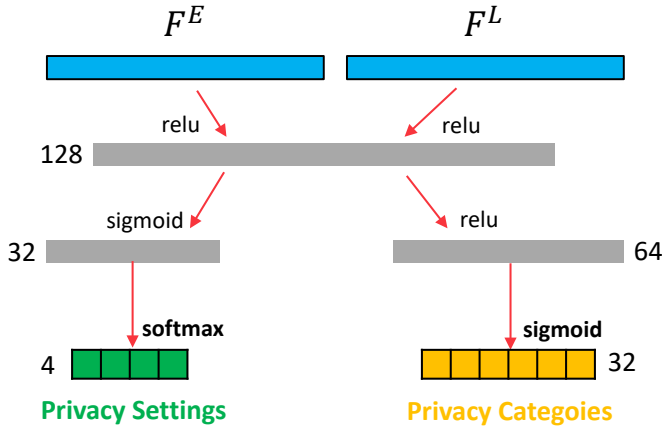 F^E F^L
relu relu
128
sigmoid relu
32 64
softmax sigmoid
4 32
Privacy Settings Privacy Categoies